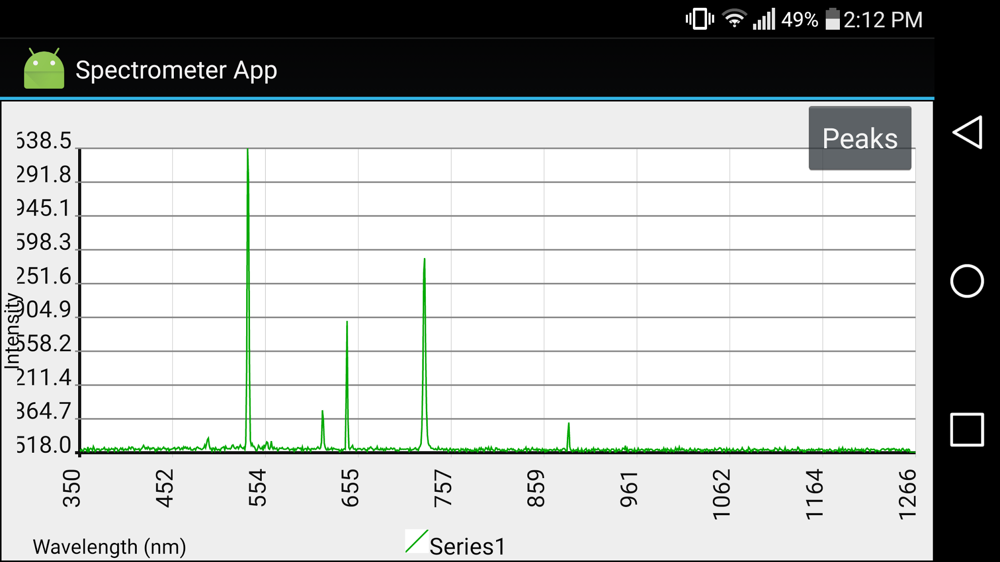 49% 2:12 PM
Spectrometer App
Peaks
638.5
291.8
945.1
598.3
251.6
904.9
558.2
211.4
864.7
518.0
Intensity
350 452 554 655 757 859 961 1062 1164 1266
Wavelength (nm) Series1